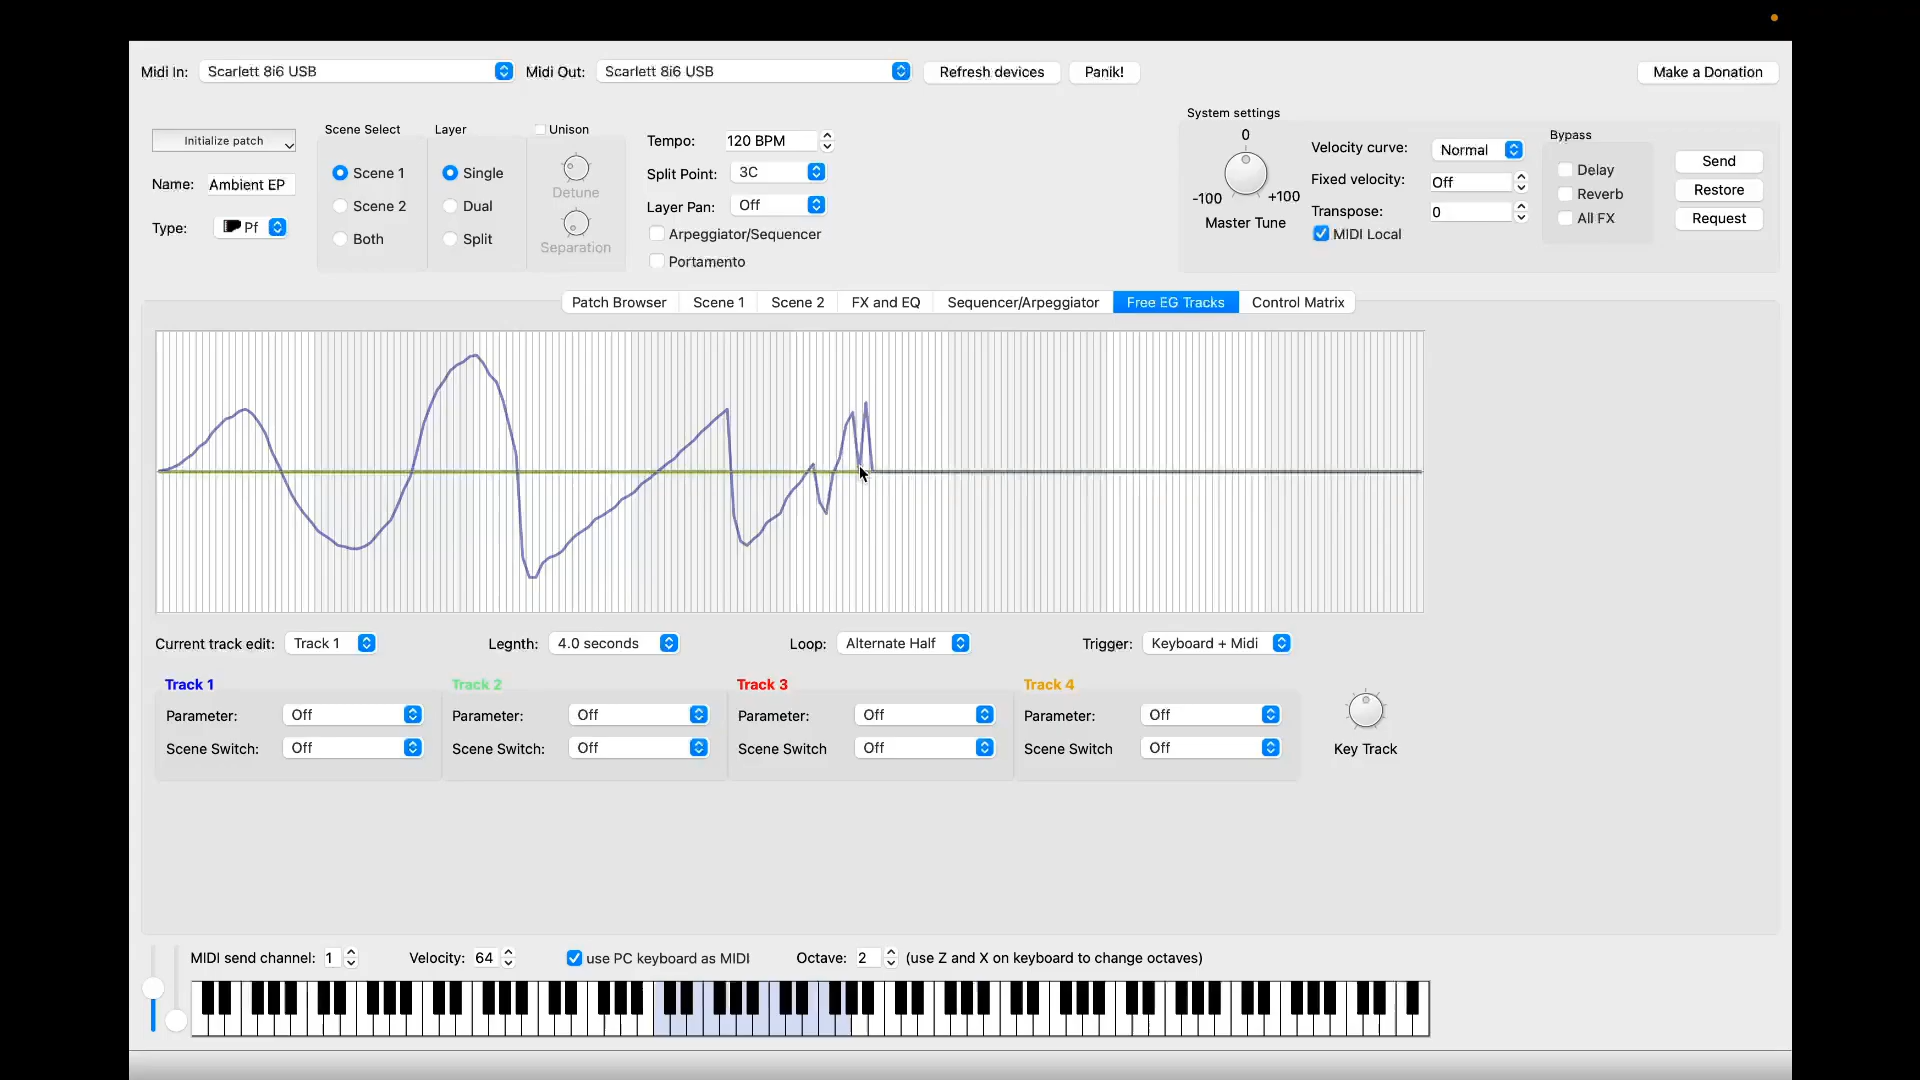 Midi In: Scarlett 8i6 USB Midi Out: Scarlett 8i6 USB Refresh devices Panik! Make a Donation
System settings
Initialize patch Scene Select Layer Unison
Name: Ambient EP
Type: Pf
Scene 1
Scene 2
Both
Single
Dual
Split
Detune
Separation
Tempo: 120 BPM
Split Point: 3C
Layer Pan: Off
Arpeggiator/Sequencer
Portamento
0
-100 +100
Master Tune
Velocity curve: Normal
Fixed velocity: Off
Transpose: 0
MIDI Local
Bypass
Delay
Reverb
All FX
Send
Restore
Request
Patch Browser Scene 1 Scene 2 FX and EQ Sequencer/Arpeggiator Free EG Tracks Control Matrix
Current track edit: Track 1 Legnth: 4.0 seconds Loop: Alternate Half Trigger: Keyboard + Midi
Track 1 Track 2 Track 3 Track 4
Parameter: Off Parameter: Off Parameter: Off Parameter: Off
Scene Switch: Off Scene Switch: Off Scene Switch Off Scene Switch Off Key Track
MIDI send channel: 1 Velocity: 64 use PC keyboard as MIDI Octave: 2 (use Z and X on keyboard to change octaves)